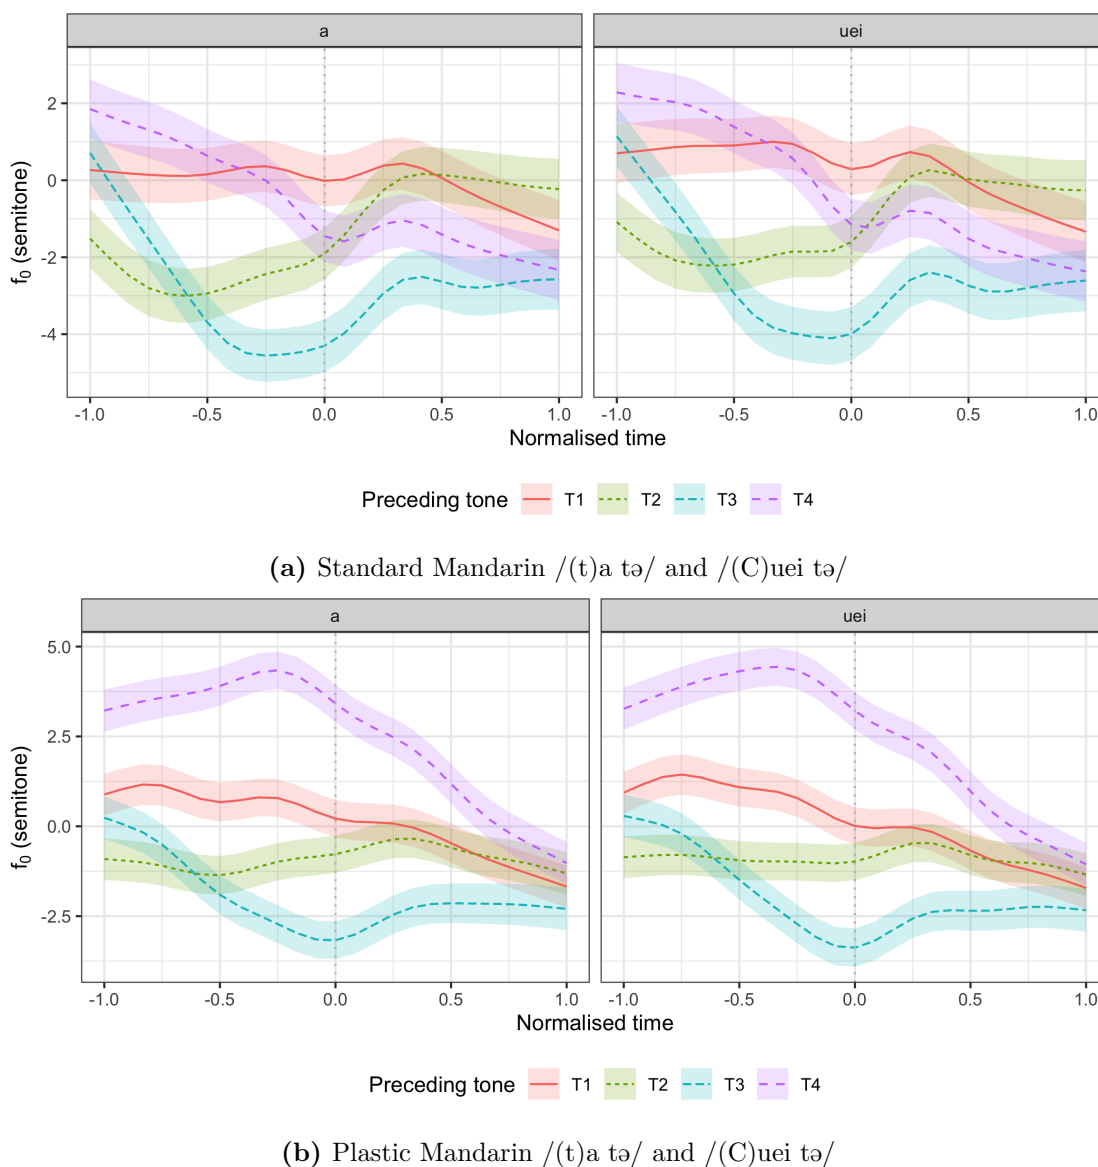 a uei
2
0
-2
-4
f₀ (semitone)
-1.0 -0.5 0.0 0.5 1.0 -1.0 -0.5 0.0 0.5 1.0
Normalised time
Preceding tone T1 T2 T3 T4
(a) Standard Mandarin /(t)a tə/ and /(C)uei tə/
a uei
5.0
2.5
0.0
-2.5
f₀ (semitone)
-1.0 -0.5 0.0 0.5 1.0 -1.0 -0.5 0.0 0.5 1.0
Normalised time
Preceding tone T1 T2 T3 T4
(b) Plastic Mandarin /(t)a tə/ and /(C)uei tə/